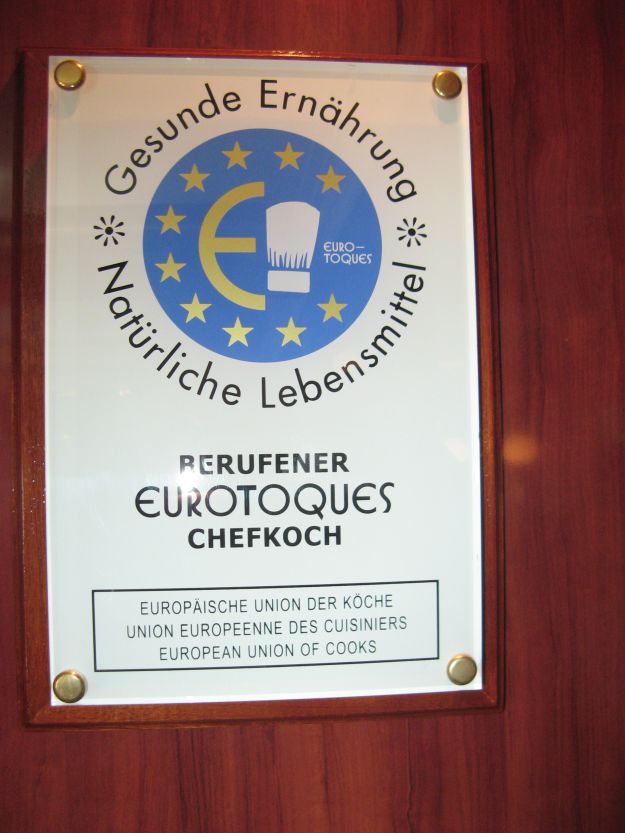 Gesunde Ernährung
EURO-
TOQUES
Natürliche Lebensmittel
BERUFENER
EUROTOQUES
CHEFKOCH
EUROPÄISCHE UNION DER KÖCHE
UNION EUROPEENNE DES CUISINIERS
EUROPEAN UNION OF COOKS